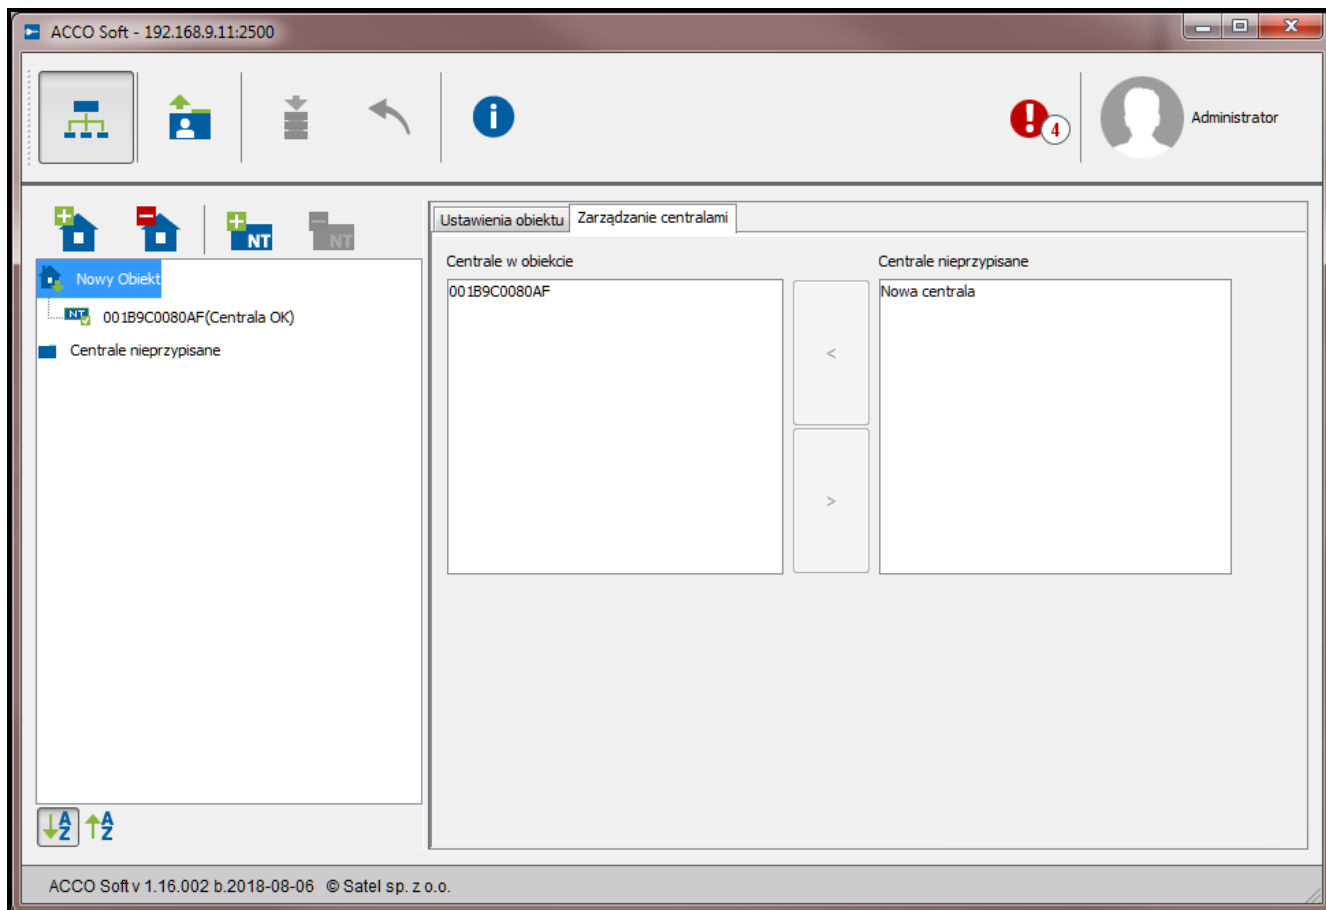 ACCO Soft - 192.168.9.11:2500
4
Administrator
NT
NT
Ustawienia obiektu
Zarządzanie centralami
Nowy Obiekt
NT
001B9C0080AF(Centrala OK)
Centrale nieprzypisane
Centrale w obiekcie
Centrale nieprzypisane
001B9C0080AF
Nowa centrala
<
>
A
Z
A
Z
ACCO Soft v 1.16.002 b.2018-08-06 © Satel sp. z o.o.